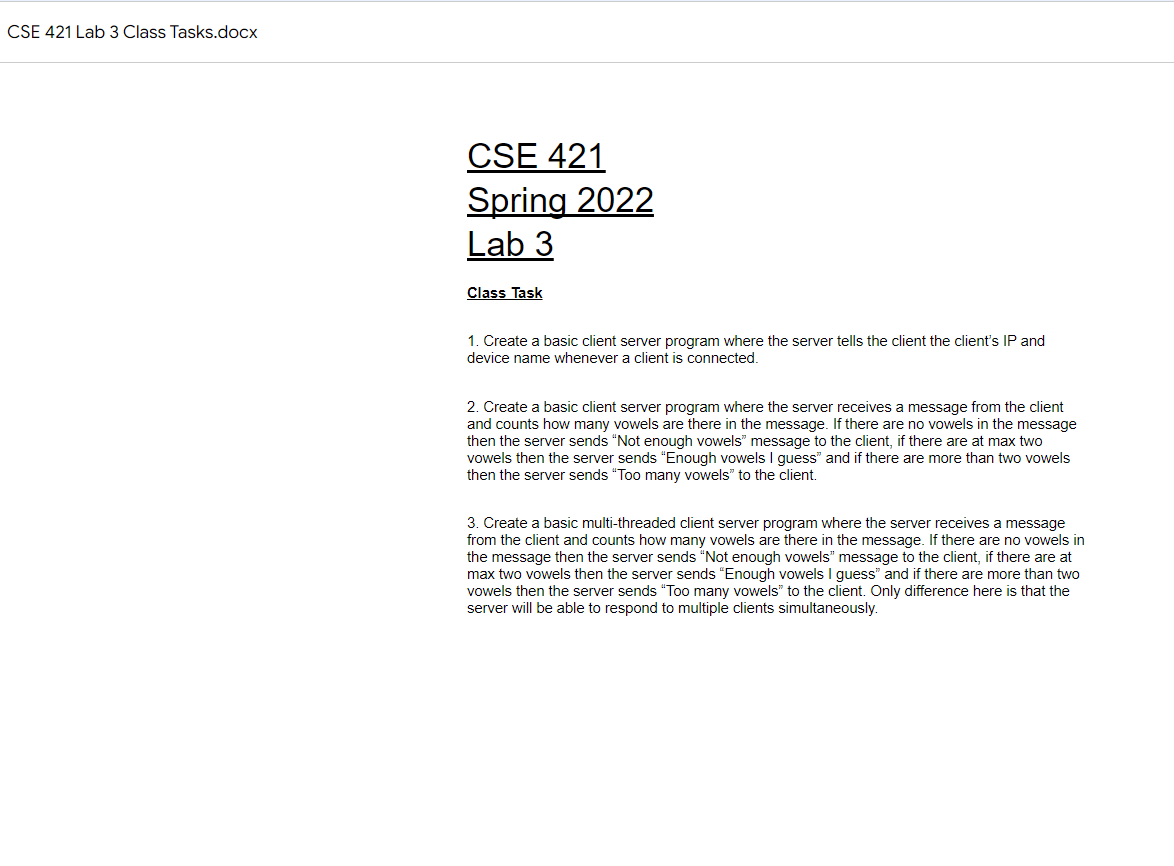 CSE 421 Lab 3 Class Tasks.docx
CSE 421
Spring 2022
Lab 3
Class Task
1. Create a basic client server program where the server tells the client the client’s IP and
device name whenever a client is connected.
2. Create a basic client server program where the server receives a message from the client
and counts how many vowels are there in the message. If there are no vowels in the message
then the server sends “Not enough vowels” message to the client, if there are at max two
vowels then the server sends “Enough vowels I guess” and if there are more than two vowels
then the server sends “Too many vowels” to the client.
3. Create a basic multi-threaded client server program where the server receives a message
from the client and counts how many vowels are there in the message. If there are no vowels in
the message then the server sends “Not enough vowels” message to the client, if there are at
max two vowels then the server sends “Enough vowels I guess” and if there are more than two
vowels then the server sends “Too many vowels” to the client. Only difference here is that the
server will be able to respond to multiple clients simultaneously.